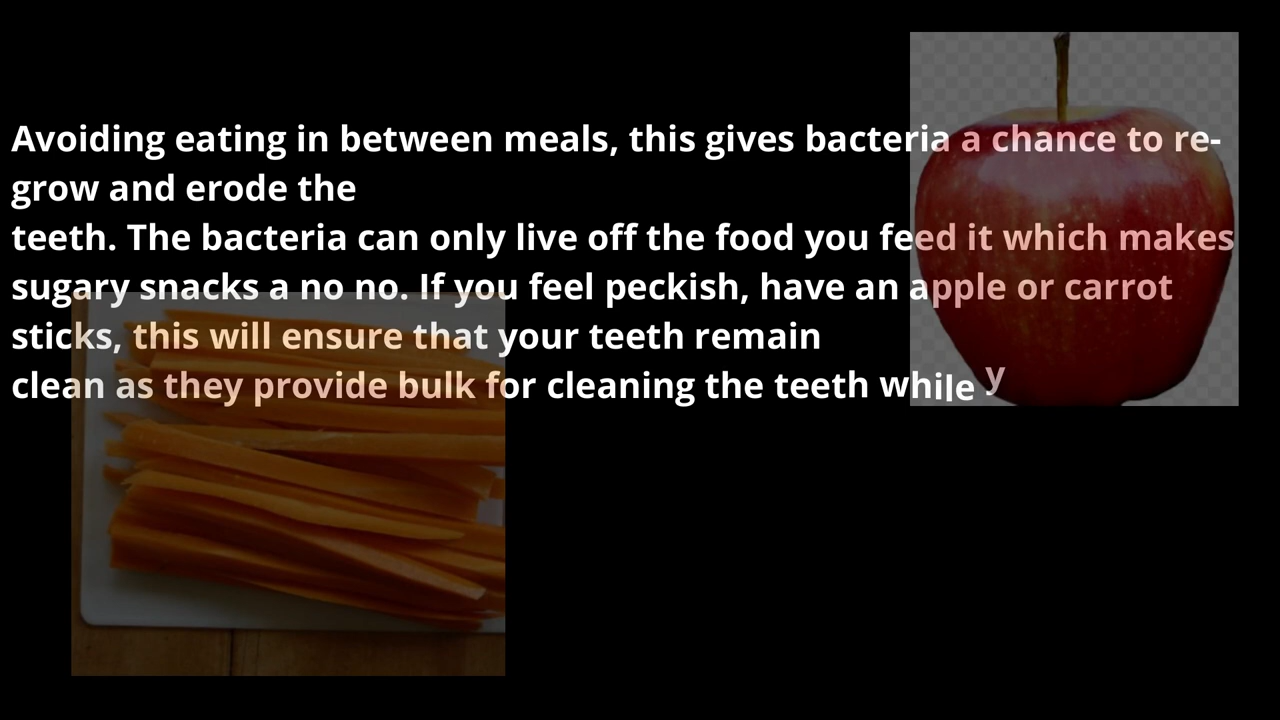 Avoiding eating in between meals, this gives bacteria a chance to re-
grow and erode the
teeth. The bacteria can only live off the food you feed it which makes
sugary snacks a no no. If you feel peckish, have an apple or carrot
sticks, this will ensure that your teeth remain
clean as they provide bulk for cleaning the teeth while y